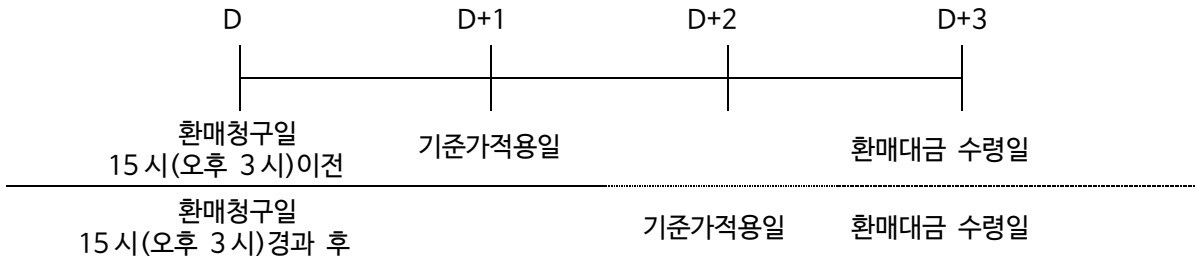 D D+1 D+2 D+3
환매청구일
15시(오후 3시)이전 기준가적용일 환매대금 수령일
환매청구일
15시(오후 3시)경과 후 기준가적용일 환매대금 수령일